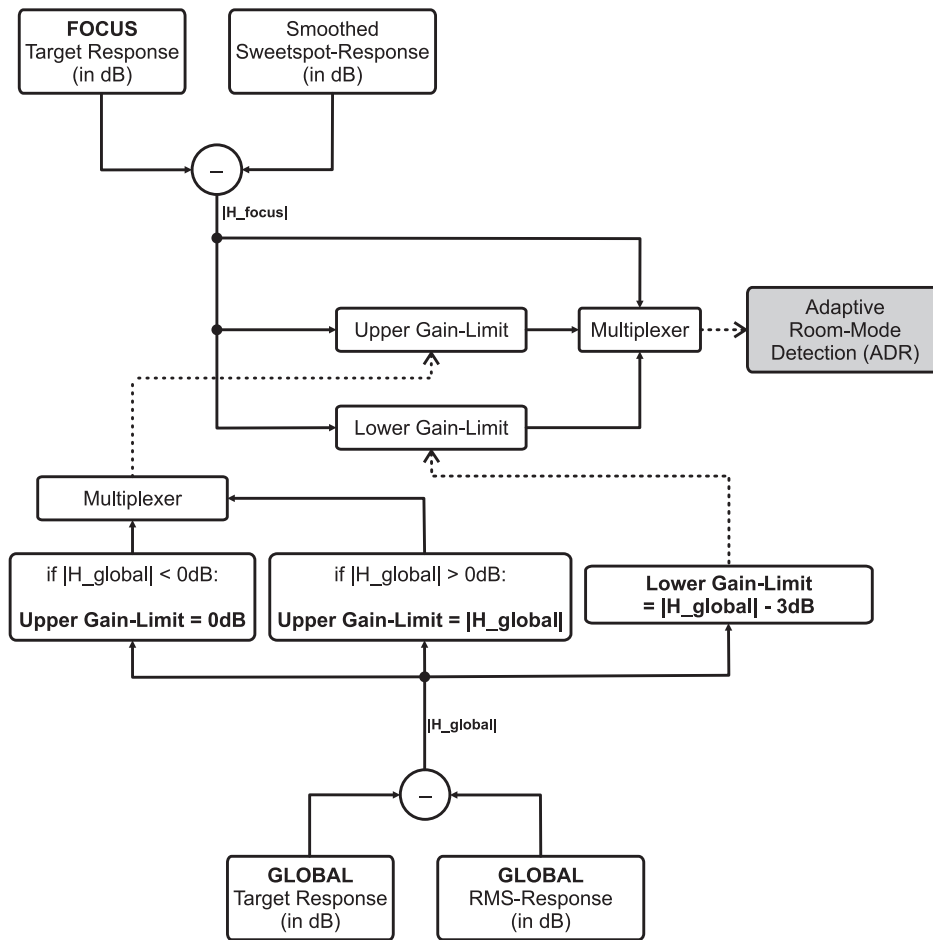 FOCUS
Target Response
(in dB)
Smoothed
Sweetspot-Response
(in dB)
–
|H_focus|
Upper Gain-Limit
Multiplexer
Adaptive
Room-Mode
Detection (ADR)
Lower Gain-Limit
Multiplexer
if |H_global| < 0dB:
Upper Gain-Limit = 0dB
if |H_global| > 0dB:
Upper Gain-Limit = |H_global|
Lower Gain-Limit
= |H_global| - 3dB
|H_global|
–
GLOBAL
Target Response
(in dB)
GLOBAL
RMS-Response
(in dB)